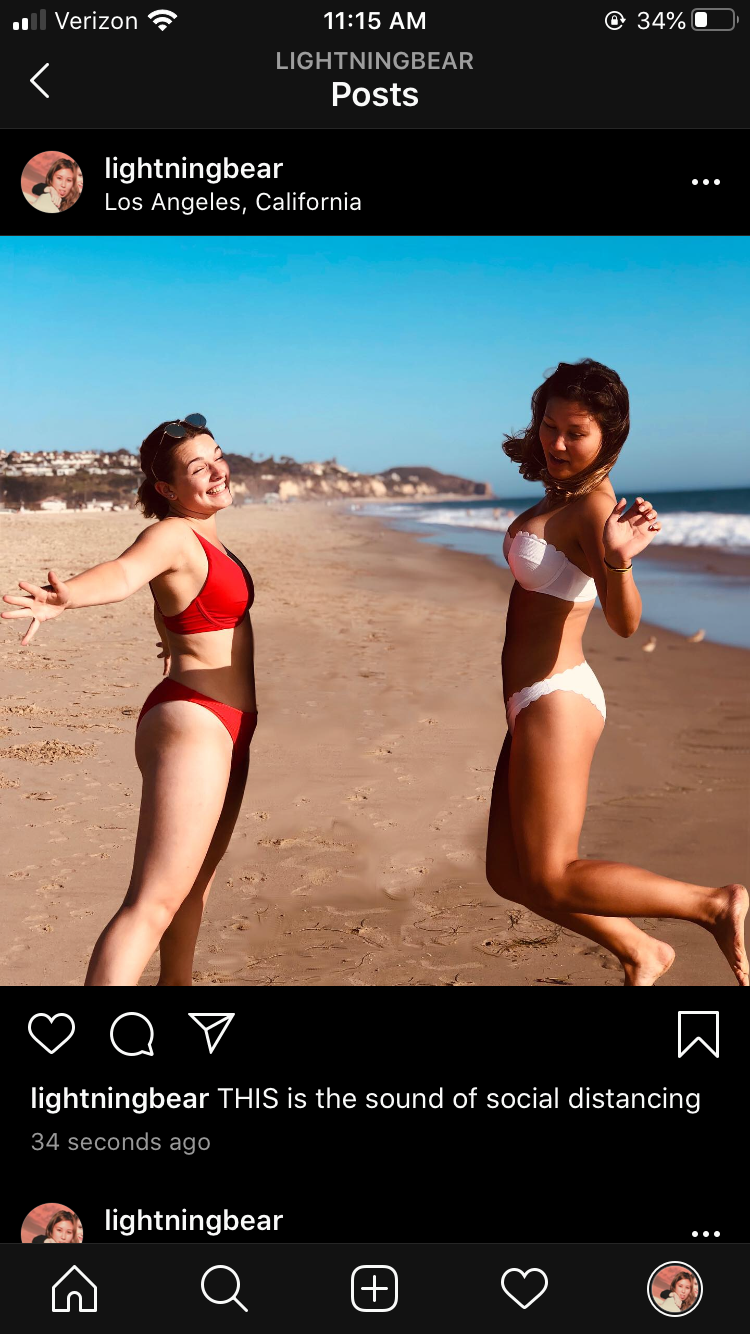 Verizon 11:15 AM 34%
LIGHTNINGBEAR
Posts
lightningbear
Los Angeles, California
lightningbear THIS is the sound of social distancing
34 seconds ago
lightningbear